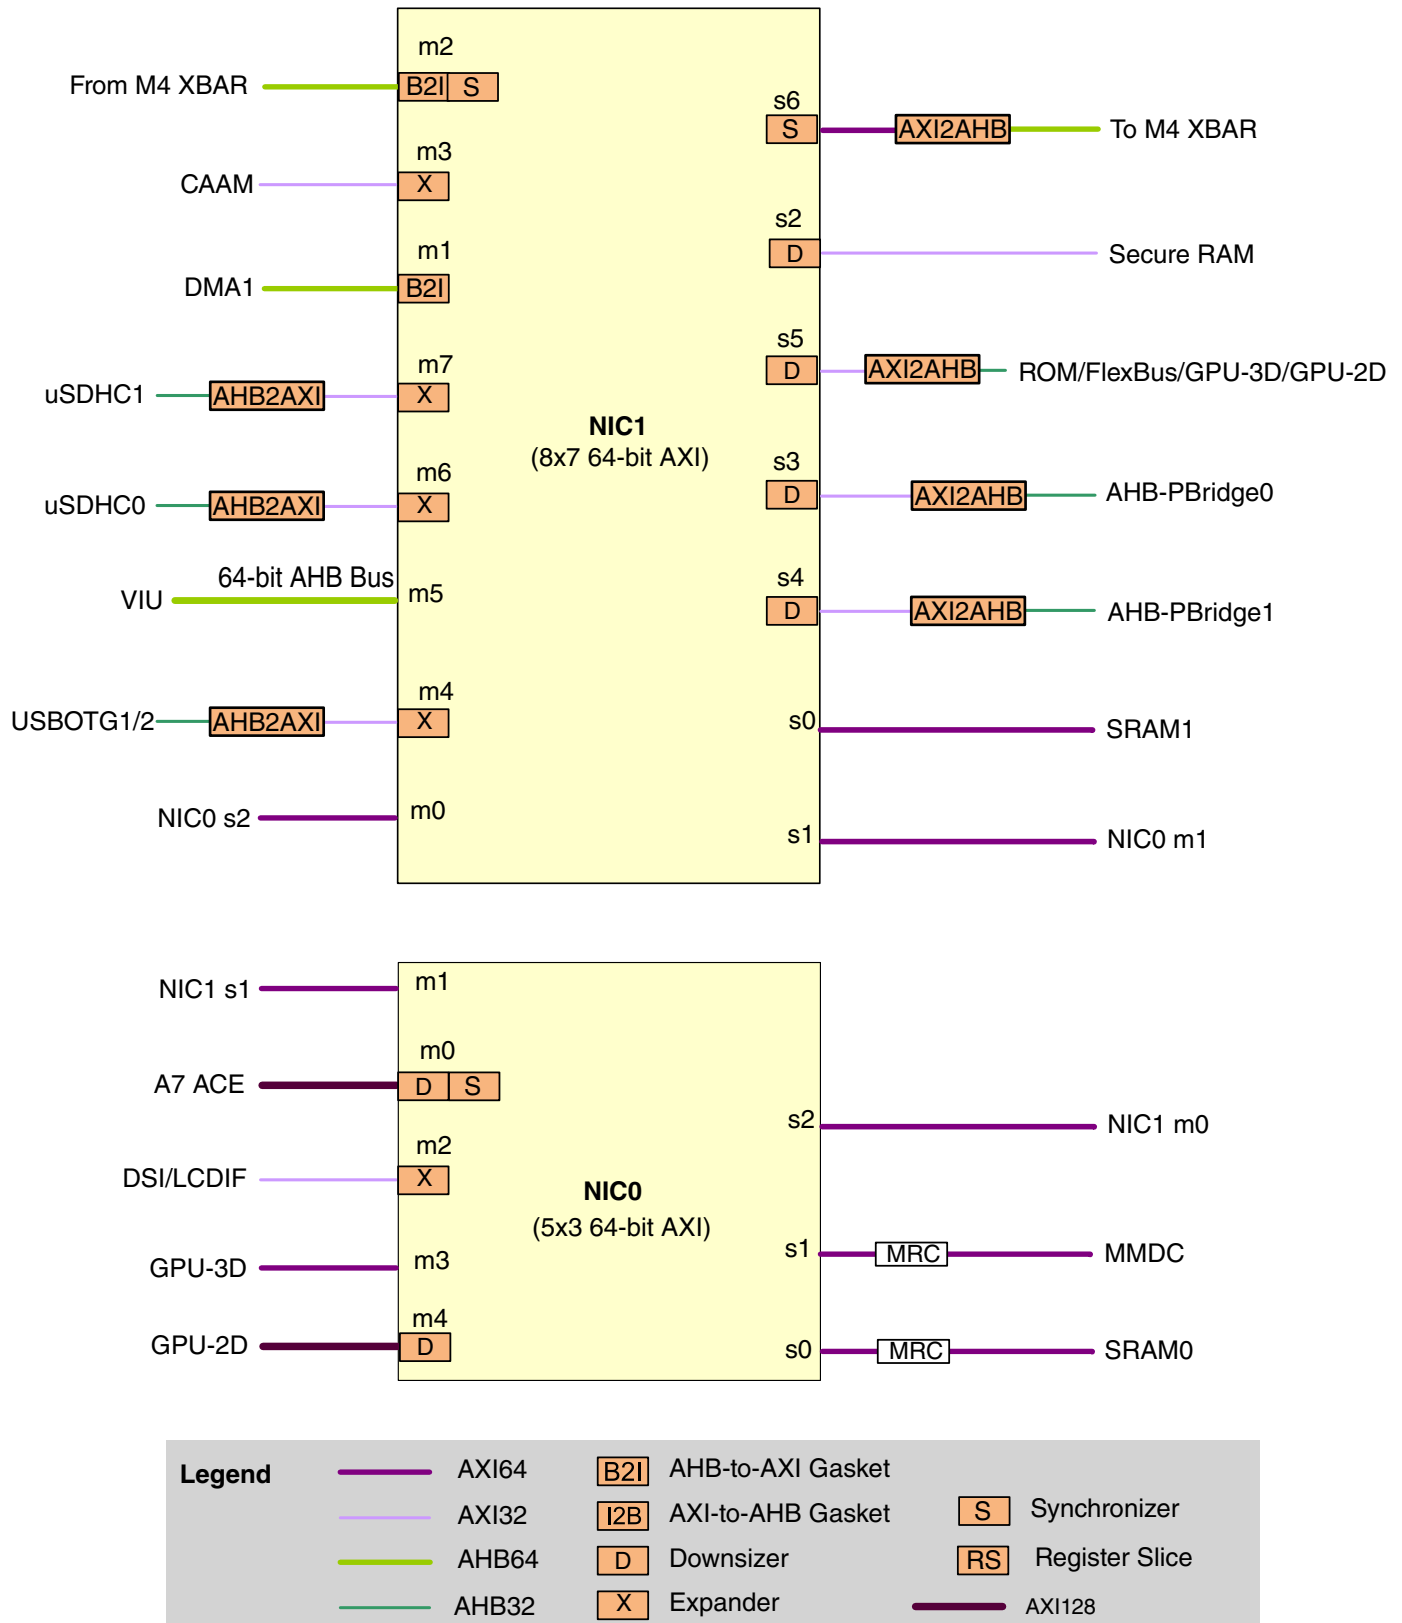 m2
From M4 XBAR
B2I S
s6
S
AXI2AHB
To M4 XBAR
m3
CAAM
X
s2
D
Secure RAM
m1
DMA1
B2I
s5
D
AXI2AHB
ROM/FlexBus/GPU-3D/GPU-2D
m7
uSDHC1
AHB2AXI
X
NIC1
(8x7 64-bit AXI)
m6
uSDHC0
AHB2AXI
X
s3
D
AXI2AHB
AHB-PBridge0
64-bit AHB Bus
VIU
m5
s4
D
AXI2AHB
AHB-PBridge1
m4
USBOTG1/2
AHB2AXI
X
s0
SRAM1
NIC0 s2
m0
s1
NIC0 m1
NIC1 s1
m1
m0
A7 ACE
D S
s2
NIC1 m0
m2
DSI/LCDIF
X
NIC0
(5x3 64-bit AXI)
GPU-3D
m3
s1
MRC
MMDC
m4
GPU-2D
D
s0
MRC
SRAM0
Legend
AXI64
B2I
AHB-to-AXI Gasket
AXI32
I2B
AXI-to-AHB Gasket
S
Synchronizer
AHB64
D
Downsizer
RS
Register Slice
AHB32
X
Expander
AXI128